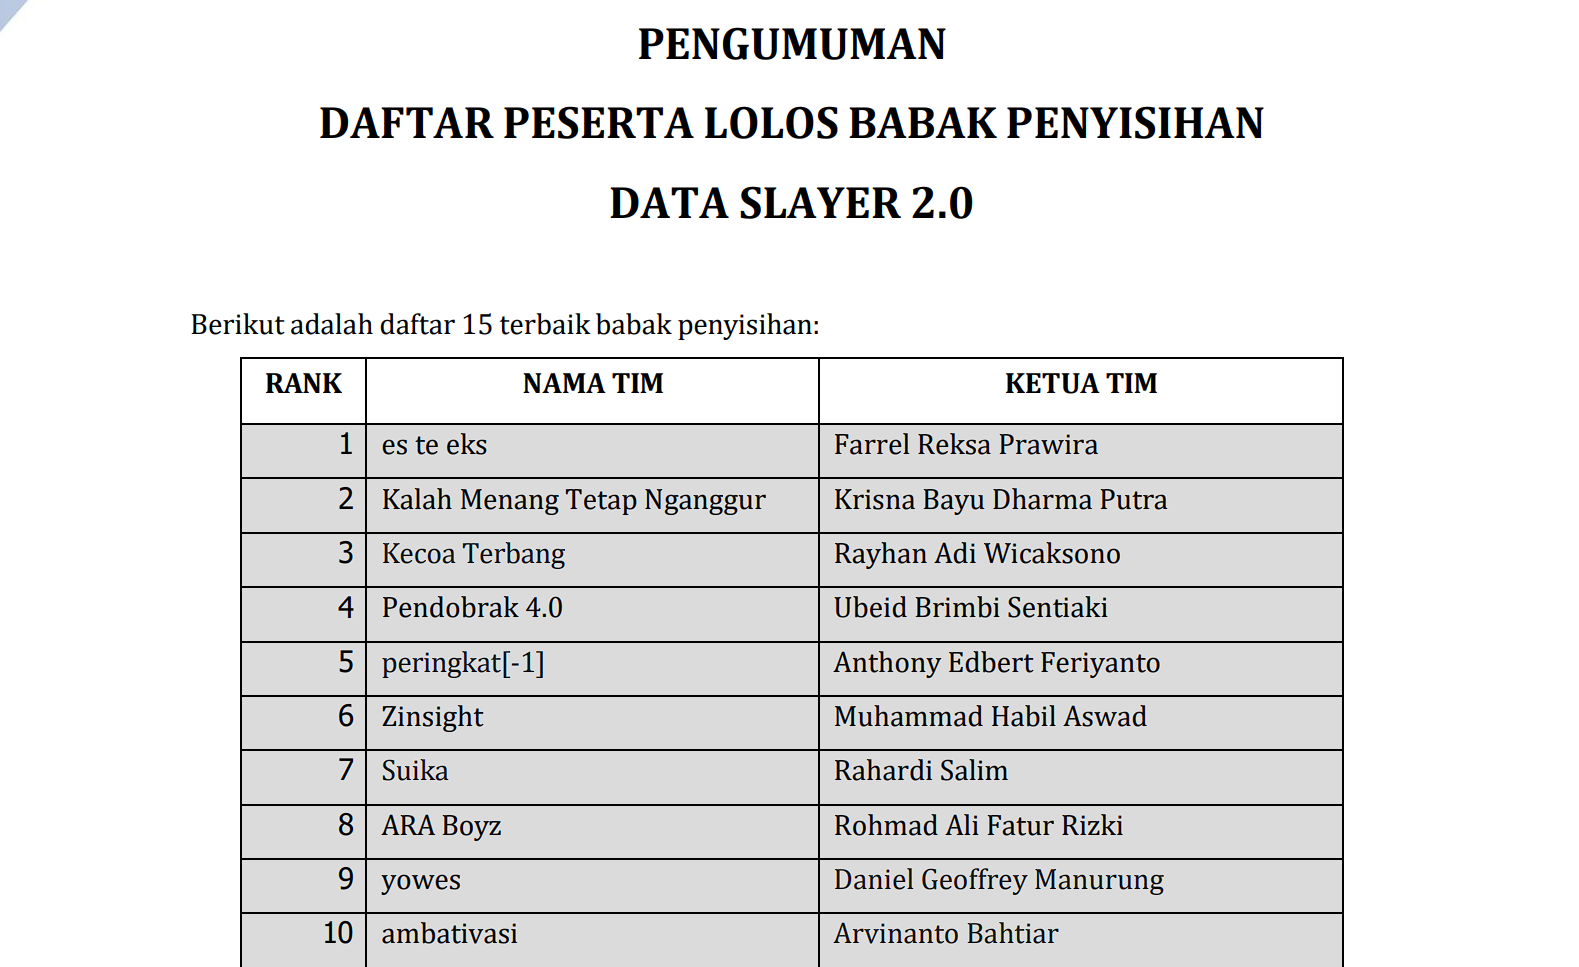 PENGUMUMAN
DAFTAR PESERTA LOLOS BABAK PENYISIHAN
DATA SLAYER 2.0
Berikut adalah daftar 15 terbaik babak penyisihan:
RANK NAMA TIM KETUA TIM
1 es te eks Farrel Reksa Prawira
2 Kalah Menang Tetap Nganggur Krisna Bayu Dharma Putra
3 Kecoa Terbang Rayhan Adi Wicaksono
4 Pendobrak 4.0 Ubeid Brimbi Sentiaki
5 peringkat[-1] Anthony Edbert Feriyanto
6 Zinsight Muhammad Habil Aswad
7 Suika Rahardi Salim
8 ARA Boyz Rohmad Ali Fatur Rizki
9 yowes Daniel Geoffrey Manurung
10 ambativasi Arvinanto Bahtiar